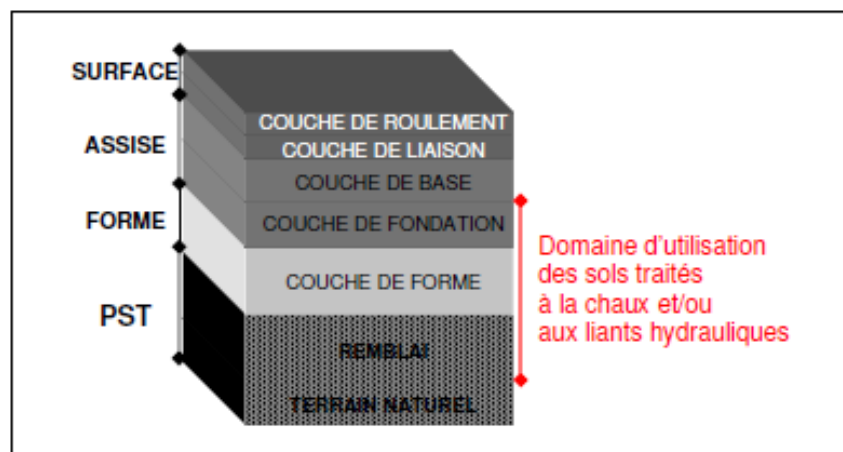 SURFACE
ASSISE
FORME
PST
COUCHE DE ROULEMENT
COUCHE DE LIAISON
COUCHE DE BASE
COUCHE DE FONDATION
COUCHE DE FORME
REMBLAI
TERRAIN NATUREL
Domaine d'utilisation
des sols traités
à la chaux et/ou
aux liants hydrauliques